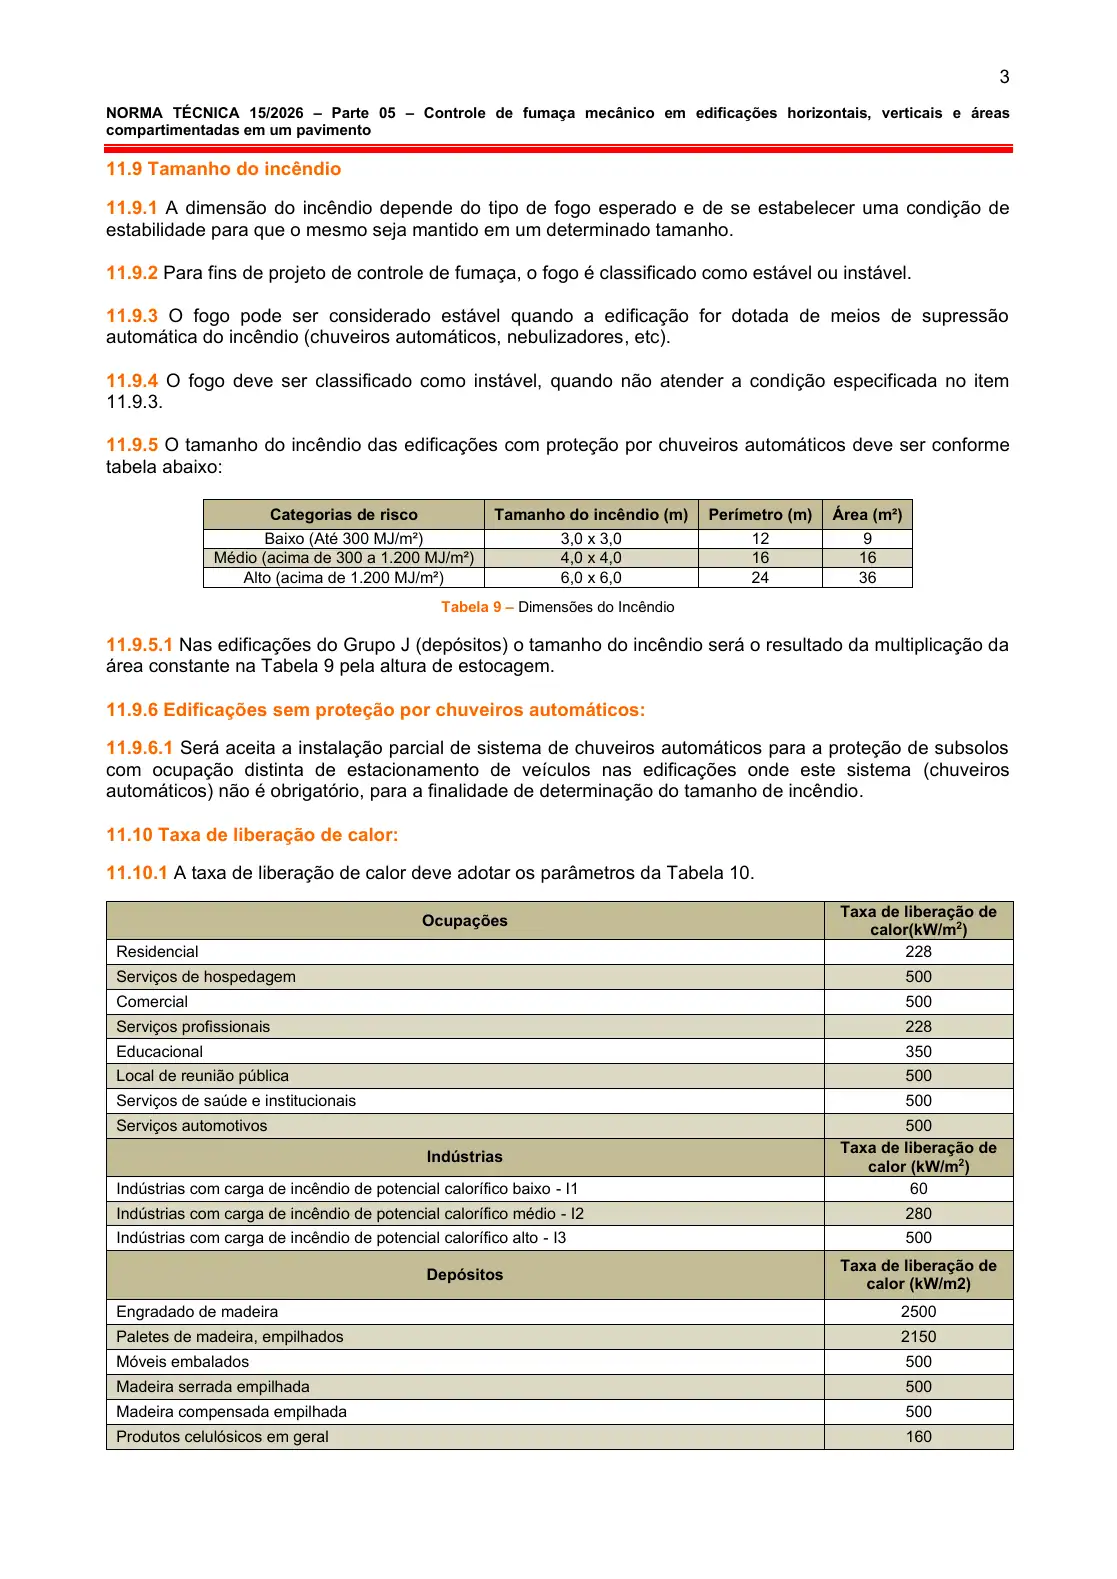 3
NORMA TÉCNICA 15/2026 – Parte 05 – Controle de fumaça mecânico em edificações horizontais, verticais e áreas
compartimentadas em um pavimento
11.9 Tamanho do incêndio
11.9.1 A dimensão do incêndio depende do tipo de fogo esperado e de se estabelecer uma condição de
estabilidade para que o mesmo seja mantido em um determinado tamanho.
11.9.2 Para fins de projeto de controle de fumaça, o fogo é classificado como estável ou instável.
11.9.3 O fogo pode ser considerado estável quando a edificação for dotada de meios de supressão
automática do incêndio (chuveiros automáticos, nebulizadores, etc).
11.9.4 O fogo deve ser classificado como instável, quando não atender a condição especificada no item
11.9.3.
11.9.5 O tamanho do incêndio das edificações com proteção por chuveiros automáticos deve ser conforme
tabela abaixo:
Categorias de risco Tamanho do incêndio (m) Perímetro (m) Área (m²)
Baixo (Até 300 MJ/m²) 3,0 x 3,0 12 9
Médio (acima de 300 a 1.200 MJ/m²) 4,0 x 4,0 16 16
Alto (acima de 1.200 MJ/m²) 6,0 x 6,0 24 36
Tabela 9 – Dimensões do Incêndio
11.9.5.1 Nas edificações do Grupo J (depósitos) o tamanho do incêndio será o resultado da multiplicação da
área constante na Tabela 9 pela altura de estocagem.
11.9.6 Edificações sem proteção por chuveiros automáticos:
11.9.6.1 Será aceita a instalação parcial de sistema de chuveiros automáticos para a proteção de subsolos
com ocupação distinta de estacionamento de veículos nas edificações onde este sistema (chuveiros
automáticos) não é obrigatório, para a finalidade de determinação do tamanho de incêndio.
11.10 Taxa de liberação de calor:
11.10.1 A taxa de liberação de calor deve adotar os parâmetros da Tabela 10.
Ocupações Taxa de liberação de
calor(kW/m²)
Residencial 228
Serviços de hospedagem 500
Comercial 500
Serviços profissionais 228
Educacional 350
Local de reunião pública 500
Serviços de saúde e institucionais 500
Serviços automotivos 500
Indústrias Taxa de liberação de
calor (kW/m²)
Indústrias com carga de incêndio de potencial calorífico baixo - I1 60
Indústrias com carga de incêndio de potencial calorífico médio - I2 280
Indústrias com carga de incêndio de potencial calorífico alto - I3 500
Depósitos Taxa de liberação de
calor (kW/m2)
Engradado de madeira 2500
Paletes de madeira, empilhados 2150
Móveis embalados 500
Madeira serrada empilhada 500
Madeira compensada empilhada 500
Produtos celulósicos em geral 160